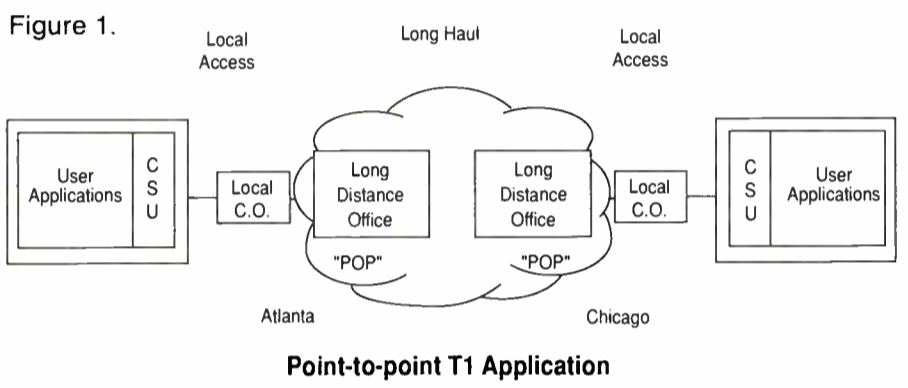 Figure 1.
Local
Access
Long Haul
Local
Access
User
Applications
C
S
U
Local
C.O.
Long
Distance
Office
Long
Distance
Office
Local
C.O.
C
S
U
User
Applications
"POP"
"POP"
Atlanta
Chicago
Point-to-point T1 Application